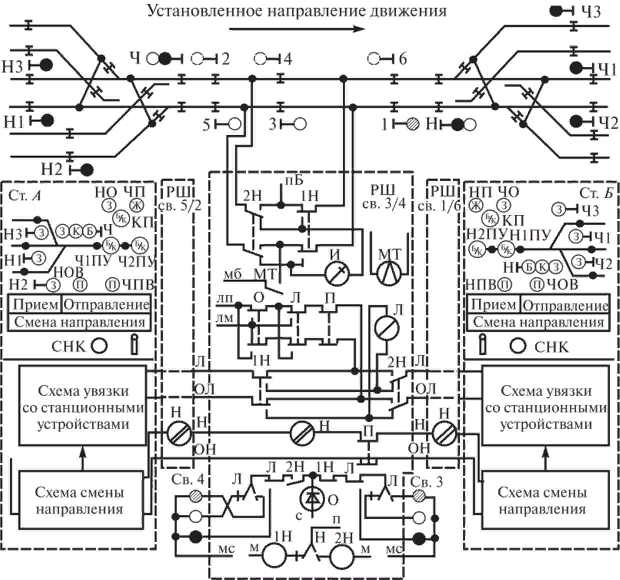 Установленное направление движения
Н3 Ч 2 4 6 Ч3
Ч1
Н1 5 3 1 Н Ч2
Н2
Ст. А
РШ
св. 5/2
пБ
РШ
св. 3/4
РШ
св. 1/6
Ст. Б
НО ЧП
З Ж
КП
Н3 З К Б Ч
Н1 З Ч1ПУ Ч2ПУ
НОВ
Н2 З П П ЧПВ
Прием Отправление
Смена направления
СНК
2Н 1Н
И МТ
мб МТ
лп О Л П Л
лм
1Н 2Н
НП ЧО
Ж З
КП
Н2ПУ Н1ПУ
Ч3
З Ч1
Н Б К З Ч2
НПВ П П ЧОВ
Прием Отправление
Смена направления
СНК
Схема увязки
со станционными
устройствами
Л Л
ОЛ ОЛ
Н Н Н П Н Н
ОН ОН
Схема увязки
со станционными
устройствами
Схема смены
направления
Св. 4 Л Л 2Н 1Н Л Л Св. 3
О
с
п
1Н Н 2Н
мс м м мс
Схема смены
направления